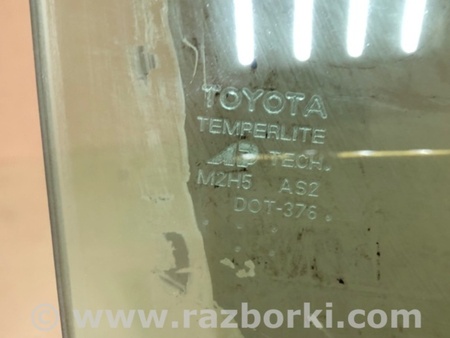 TOYOTA
TEMPERLITE
TECH.
M2H5 AS2
DOT-376
www.razborki.com